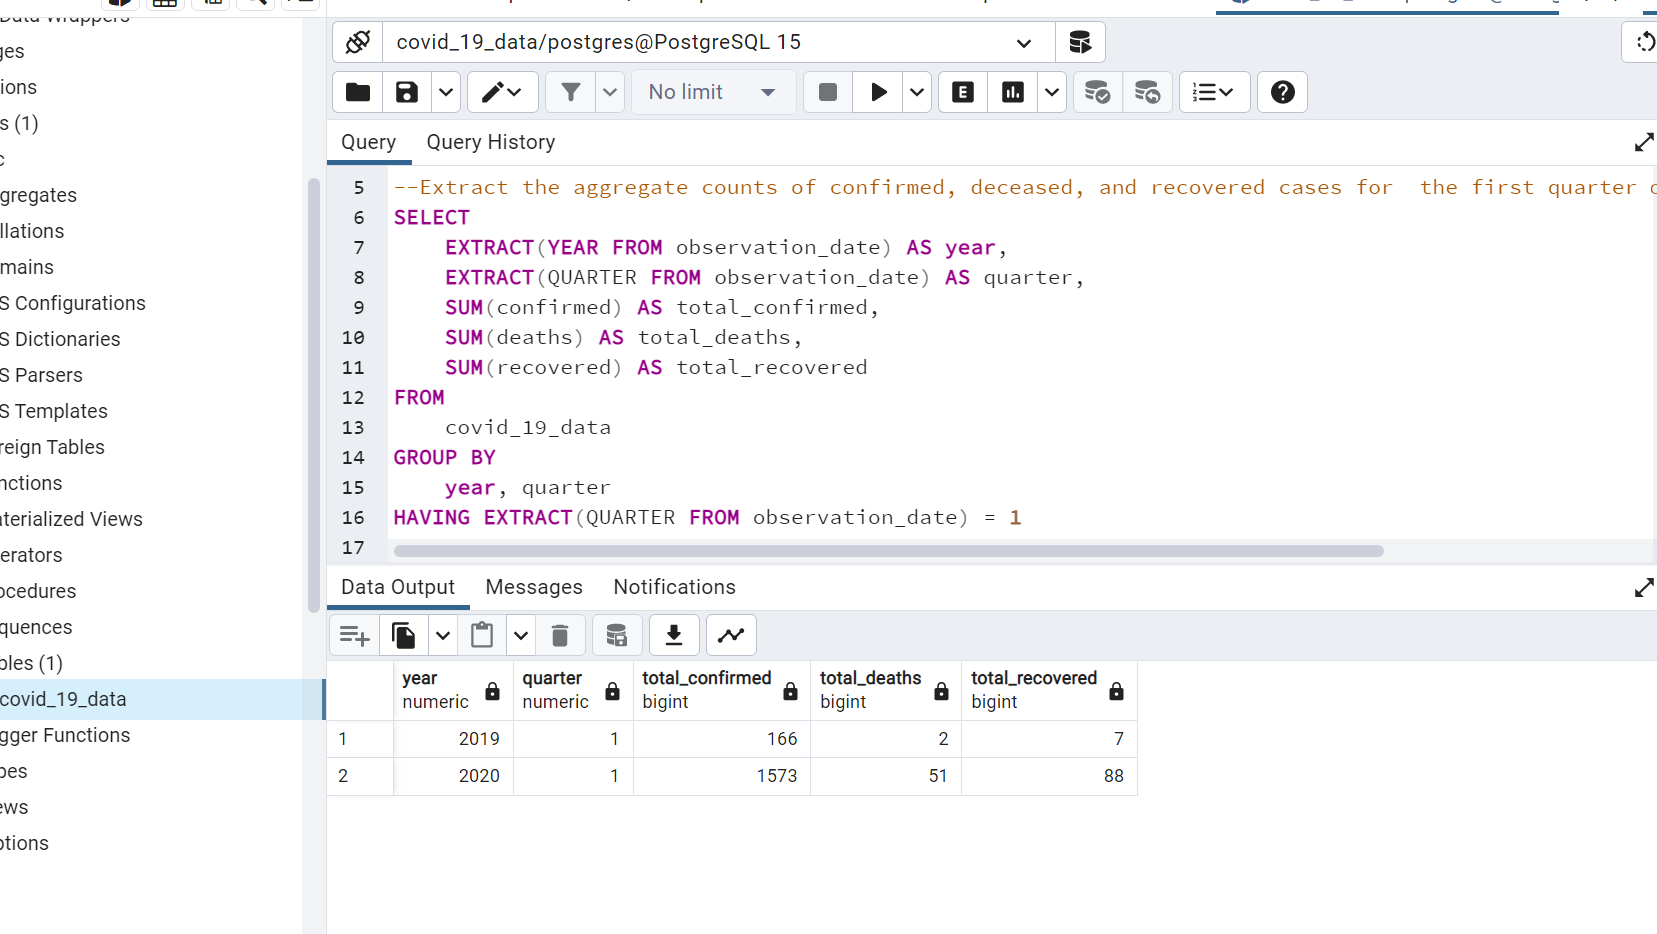 Data Wrappers
covid_19_data/postgres@PostgreSQL 15
No limit
E
Query Query History
5 --Extract the aggregate counts of confirmed, deceased, and recovered cases for  the first quarter
6 SELECT
7 EXTRACT(YEAR FROM observation_date) AS year,
8 EXTRACT(QUARTER FROM observation_date) AS quarter,
9 SUM(confirmed) AS total_confirmed,
10 SUM(deaths) AS total_deaths,
11 SUM(recovered) AS total_recovered
12 FROM
13 covid_19_data
14 GROUP BY
15 year, quarter
16 HAVING EXTRACT(QUARTER FROM observation_date) = 1
17
ges
ions
s (1)
c
gregates
llations
mains
S Configurations
S Dictionaries
S Parsers
S Templates
reign Tables
nctions
aterialized Views
erators
ocedures
quences
bles (1)
covid_19_data
gger Functions
pes
ews
ptions
Data Output Messages Notifications
year numeric
quarter numeric
total_confirmed bigint
total_deaths bigint
total_recovered bigint
1 2019 1 166 2 7
2 2020 1 1573 51 88